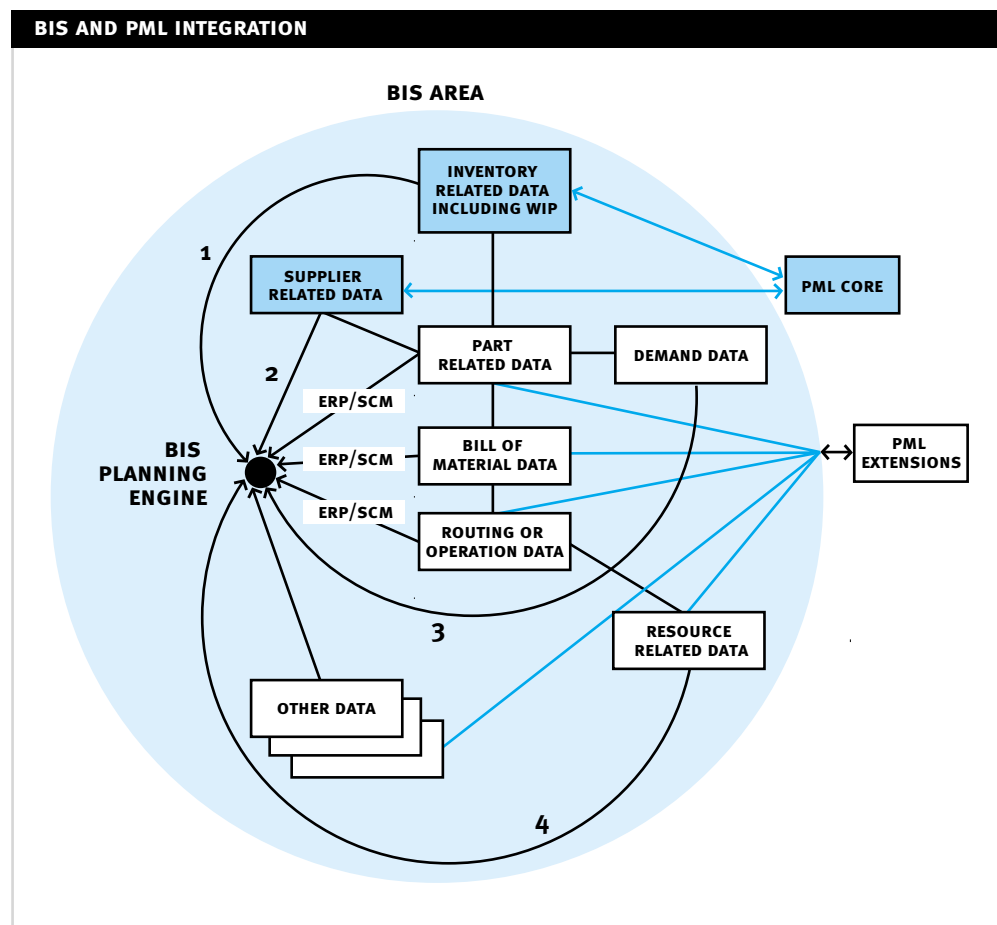 BIS AND PML INTEGRATION
BIS AREA
INVENTORY
RELATED DATA
INCLUDING WIP
1
SUPPLIER
RELATED DATA
PML CORE
PART
RELATED DATA
DEMAND DATA
2
ERP/SCM
BIS
PLANNING
ENGINE
ERP/SCM
BILL OF
MATERIAL DATA
PML
EXTENSIONS
ERP/SCM
ROUTING OR
OPERATION DATA
3
RESOURCE
RELATED DATA
OTHER DATA
4